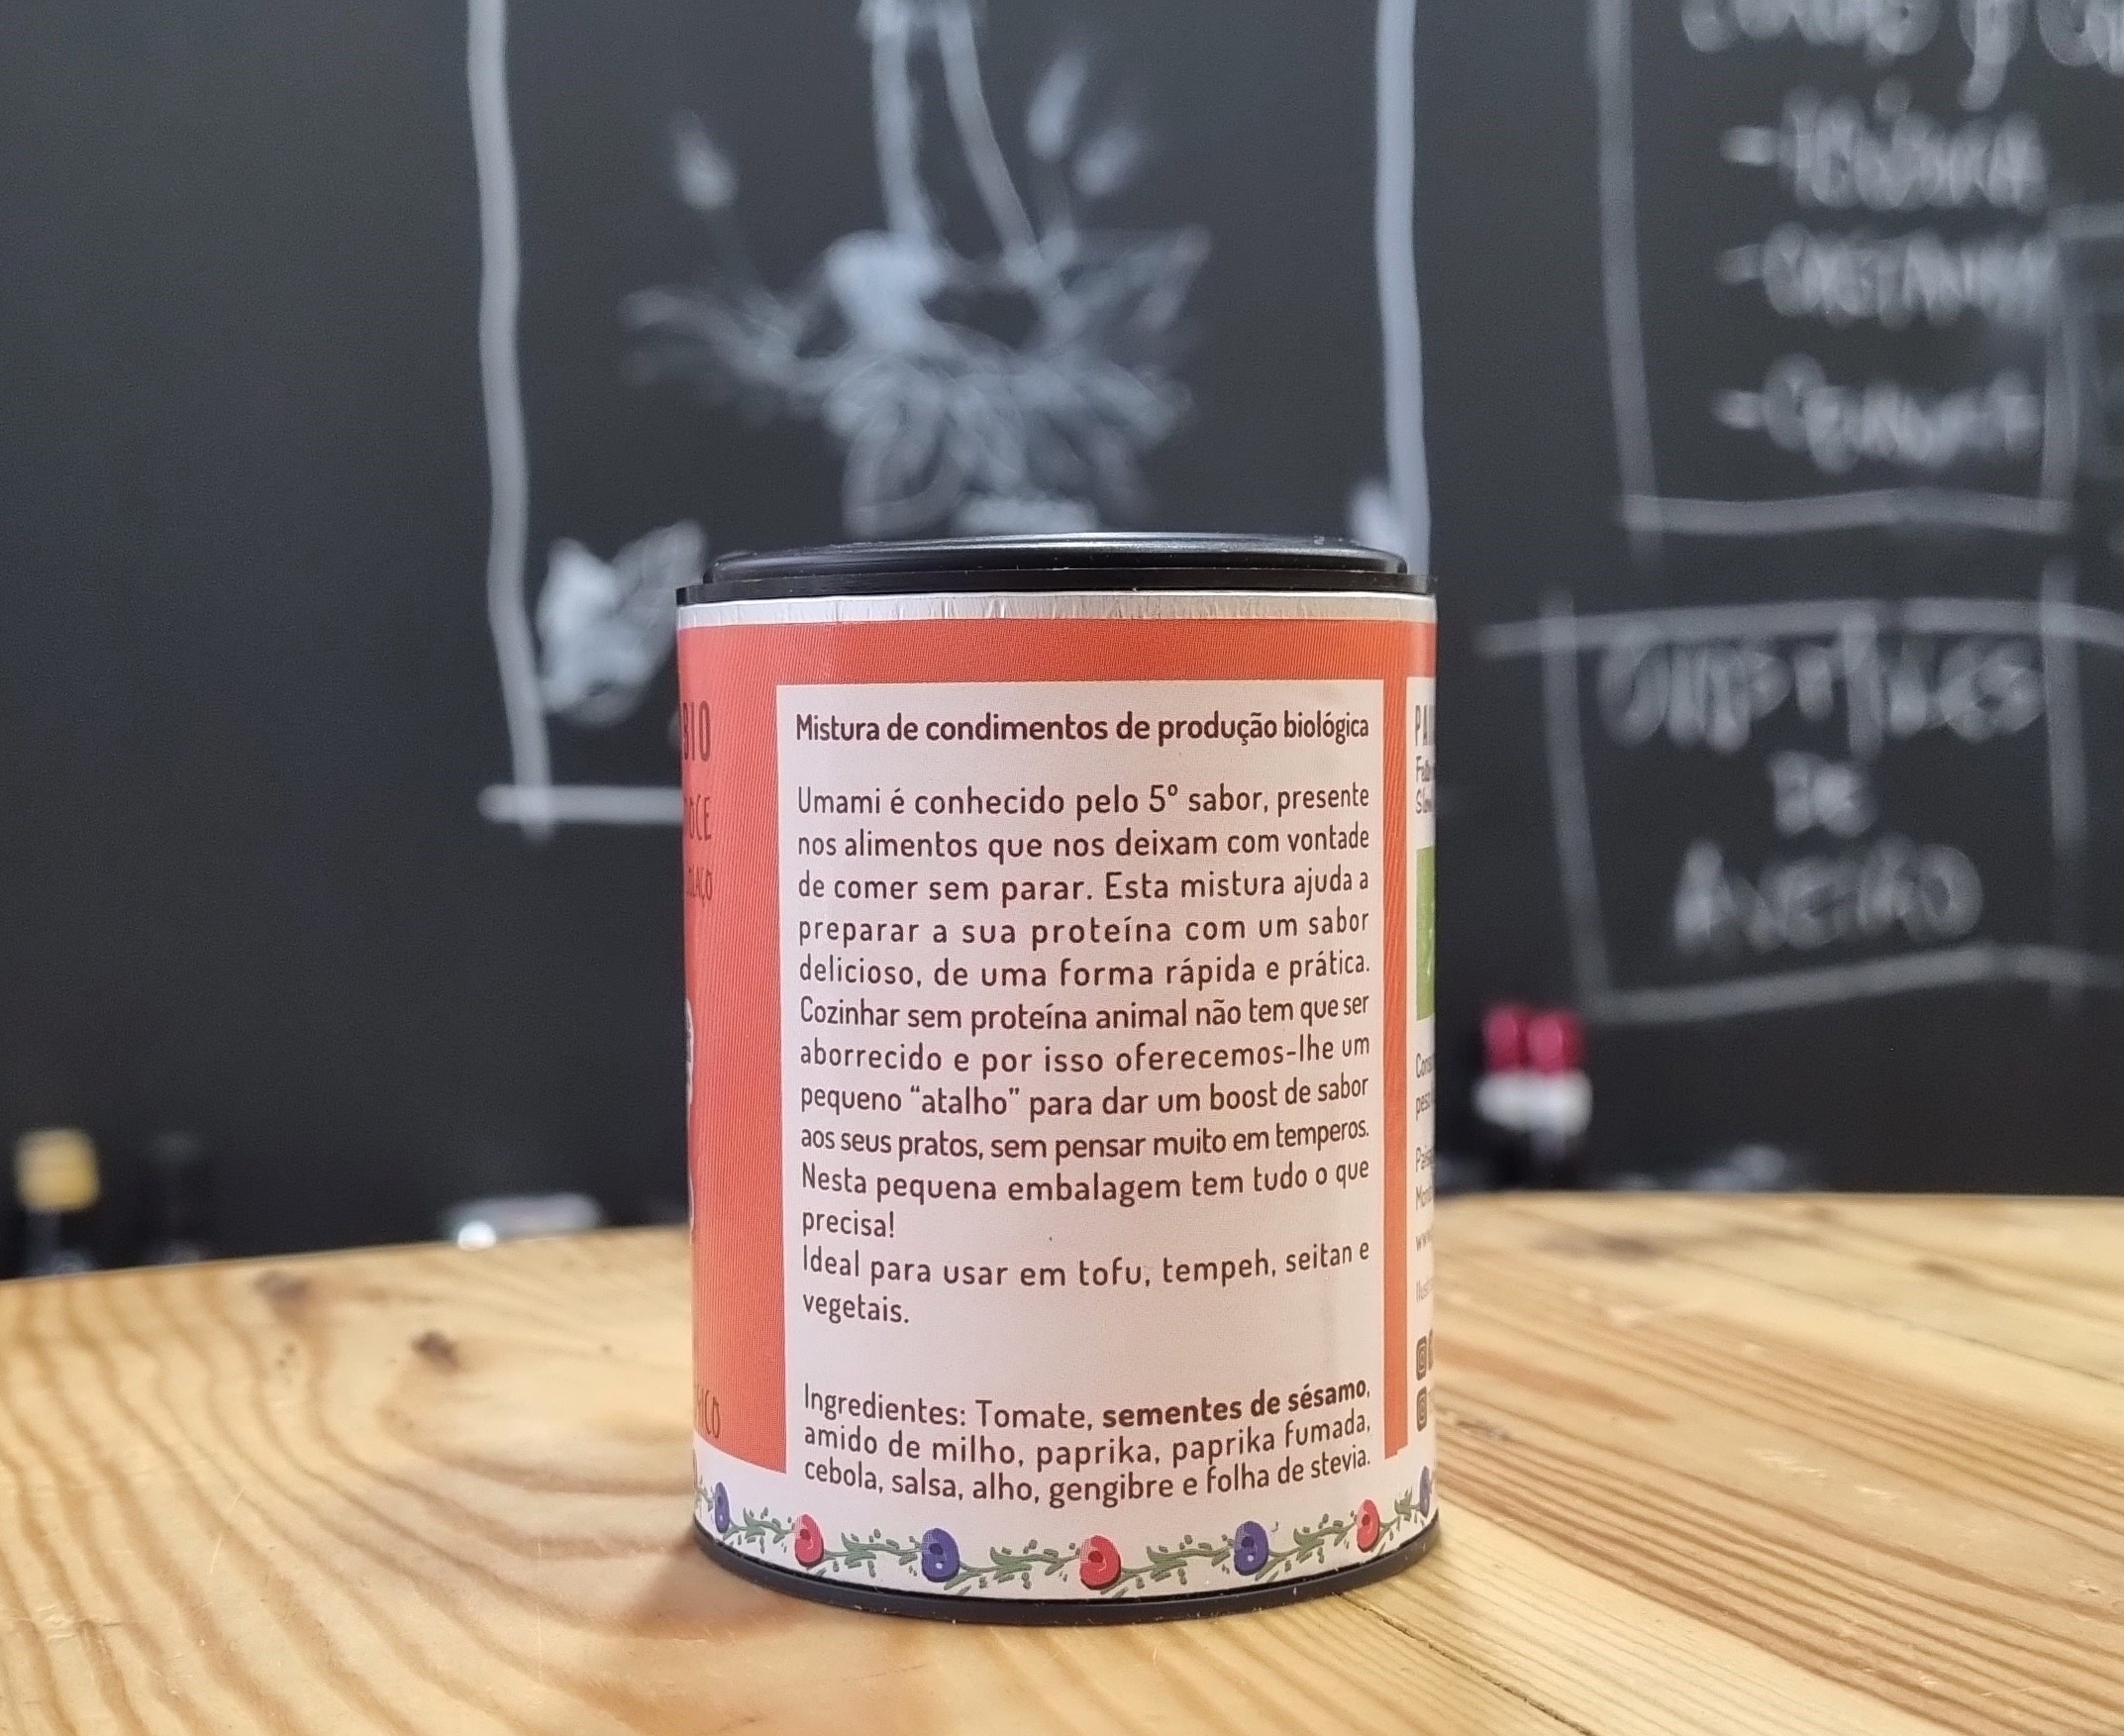 Mistura de condimentos de produção biológica
Umami é conhecido pelo 5º sabor, presente
nos alimentos que nos deixam com vontade
de comer sem parar. Esta mistura ajuda a
preparar a sua proteína com um sabor
delicioso, de uma forma rápida e prática.
Cozinhar sem proteína animal não tem que ser
aborrecido e por isso oferecemos-lhe um
pequeno “atalho” para dar um boost de sabor
aos seus pratos, sem pensar muito em temperos.
Nesta pequena embalagem tem tudo o que
precisa!
Ideal para usar em tofu, tempeh, seitan e
vegetais.
Ingredientes: Tomate, sementes de sésamo,
amido de milho, paprika, paprika fumada,
cebola, salsa, alho, gengibre e folha de stevia.
BIO
DE